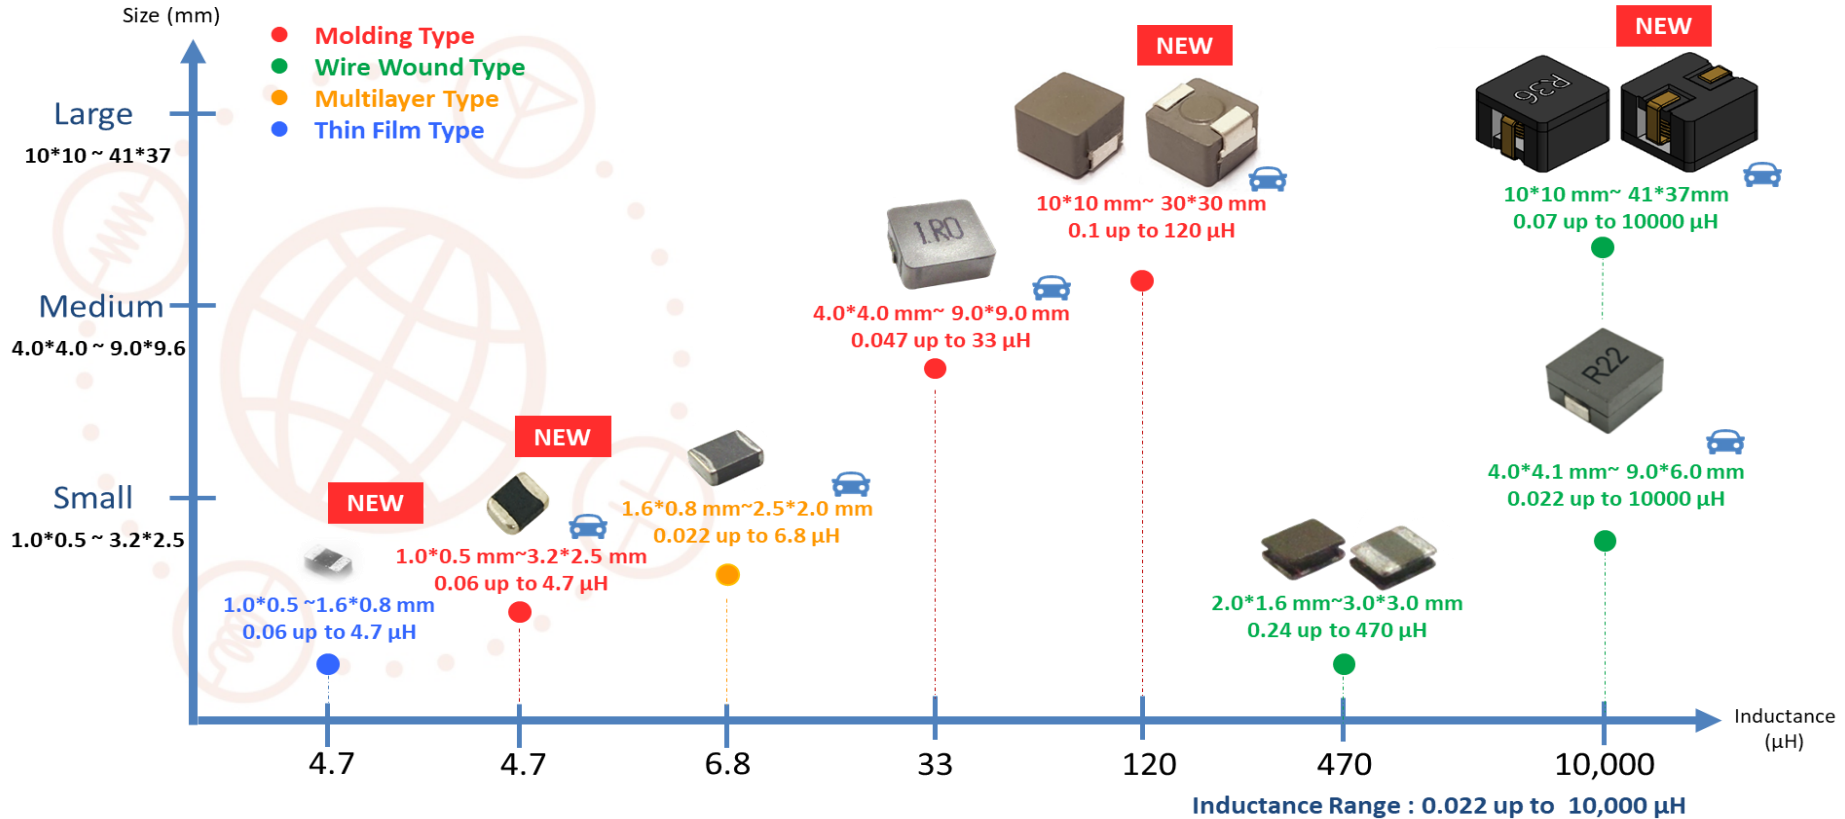 Size (mm)
Molding Type
Wire Wound Type
Multilayer Type
Thin Film Type
Large
10*10 ~ 41*37
Medium
4.0*4.0 ~ 9.0*9.6
Small
1.0*0.5 ~ 3.2*2.5
NEW
1.0*0.5 ~1.6*0.8 mm
0.06 up to 4.7 µH
NEW
1.0*0.5 mm~3.2*2.5 mm
0.06 up to 4.7 µH
1.6*0.8 mm~2.5*2.0 mm
0.022 up to 6.8 µH
1.R0
4.0*4.0 mm~ 9.0*9.0 mm
0.047 up to 33 µH
NEW
10*10 mm~ 30*30 mm
0.1 up to 120 µH
2.0*1.6 mm~3.0*3.0 mm
0.24 up to 470 µH
NEW
R36
10*10 mm~ 41*37mm
0.07 up to 10000 µH
R22
4.0*4.1 mm~ 9.0*6.0 mm
0.022 up to 10000 µH
Inductance
(µH)
4.7
4.7
6.8
33
120
470
10,000
Inductance Range : 0.022 up to 10,000 µH